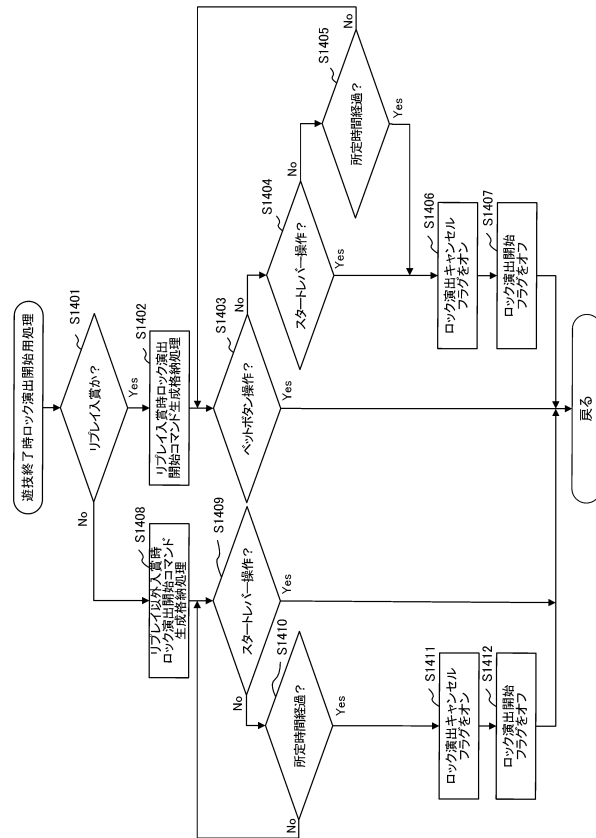 遊技終了時ロック演出開始用処理
S1401
リプレイ入賞か?
Yes
No
S1402
リプレイ入賞時ロック演出
開始コマンド生成格納処理
S1403
ベットボタン操作?
Yes
No
S1404
スタートレバー操作?
Yes
No
S1405
所定時間経過?
Yes
No
S1406
ロック演出キャンセル
フラグをオン
S1407
ロック演出開始
フラグをオフ
S1408
リプレイ以外入賞時
ロック演出開始コマンド
生成格納処理
S1409
スタートレバー操作?
Yes
No
S1410
所定時間経過?
Yes
No
S1411
ロック演出キャンセル
フラグをオン
S1412
ロック演出開始
フラグをオフ
戻る